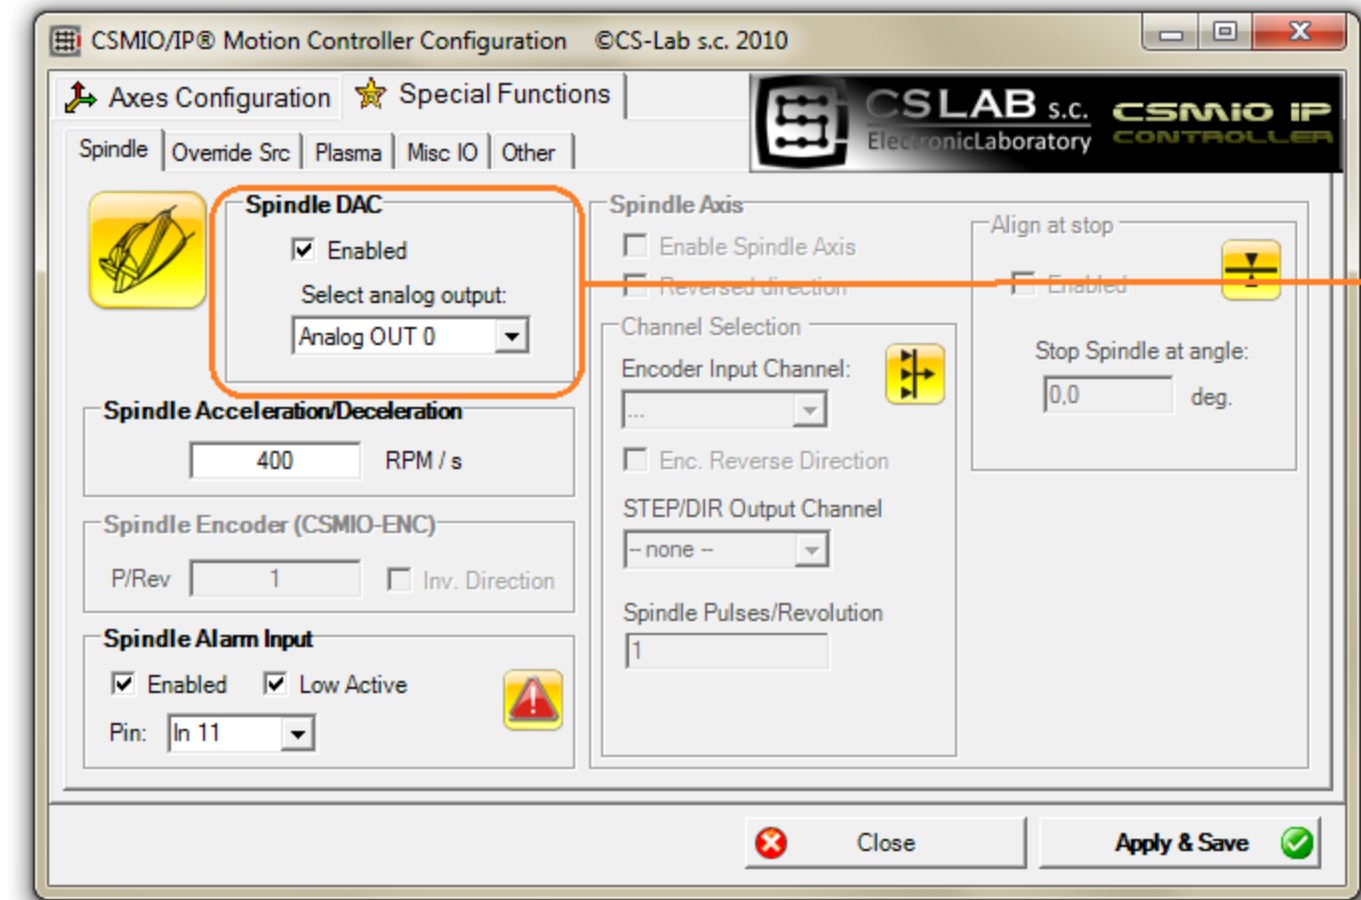 CSMIO/IP® Motion Controller Configuration ©CS-Lab s.c. 2010
Axes Configuration Special Functions
CSLAB s.c.
ElectronicLaboratory
CSMIO IP
CONTROLLER
Spindle Override Src Plasma Misc IO Other
Spindle DAC
Enabled
Select analog output:
Analog OUT 0
Spindle Acceleration/Deceleration
400 RPM / s
Spindle Encoder (CSMIO-ENC)
P/Rev 1 Inv. Direction
Spindle Alarm Input
Enabled Low Active
Pin: In 11
Spindle Axis
Enable Spindle Axis
Reversed direction
Channel Selection
Encoder Input Channel:
...
Enc. Reverse Direction
STEP/DIR Output Channel
-- none --
Spindle Pulses/Revolution
1
Align at stop
Enabled
Stop Spindle at angle:
0,0 deg.
Close Apply & Save